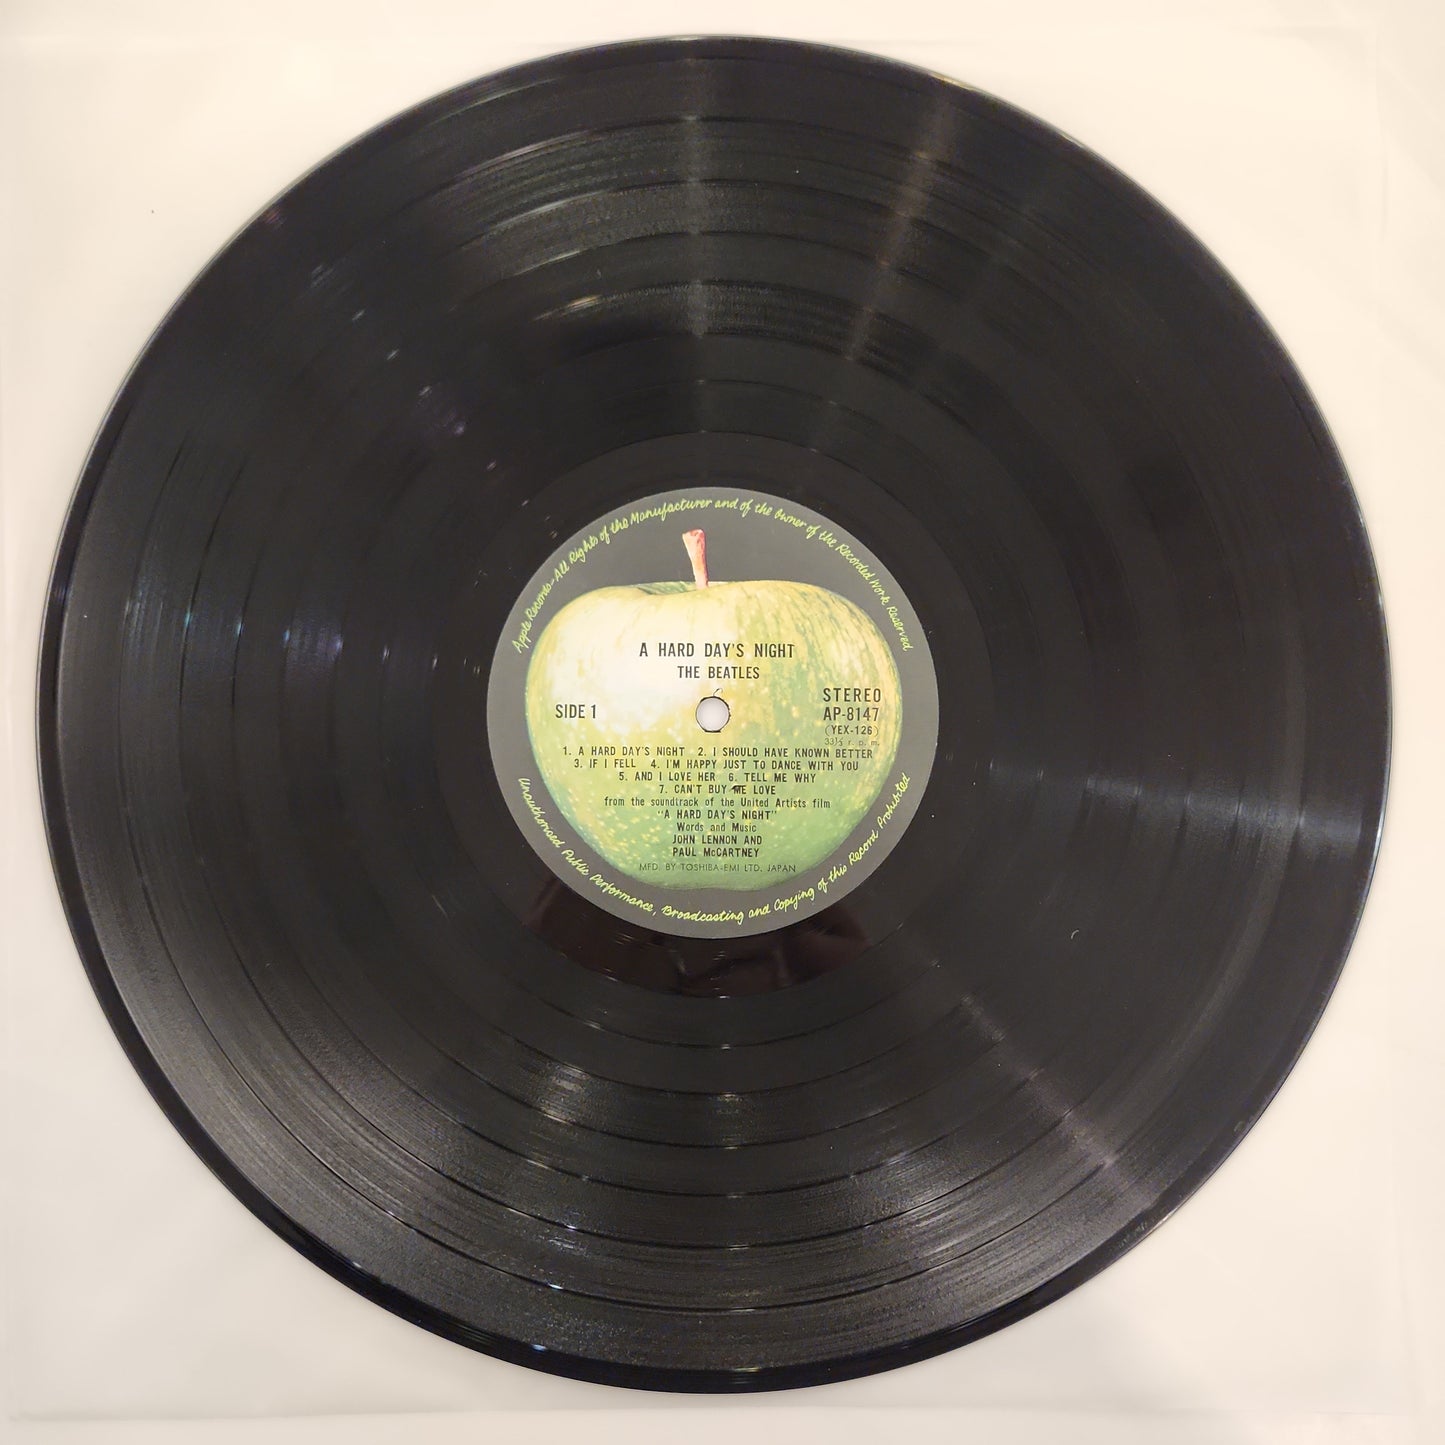 Apple Records-All Rights of the Manufacturer and of the Owner of the Recorded Work Reserved
A HARD DAY'S NIGHT
THE BEATLES
SIDE 1
STEREO
AP-8147
(YEX-126)
33⅓ r. p. m.
1. A HARD DAY'S NIGHT 2. I SHOULD HAVE KNOWN BETTER
3. IF I FELL 4. I'M HAPPY JUST TO DANCE WITH YOU
5. AND I LOVE HER 6. TELL ME WHY
7. CAN'T BUY ME LOVE
from the soundtrack of the United Artists film
"A HARD DAY'S NIGHT"
Words and Music
JOHN LENNON AND
PAUL McCARTNEY
MFD. BY TOSHIBA-EMI LTD. JAPAN
Unauthorised Public Performance, Broadcasting and Copying of this Record Prohibited